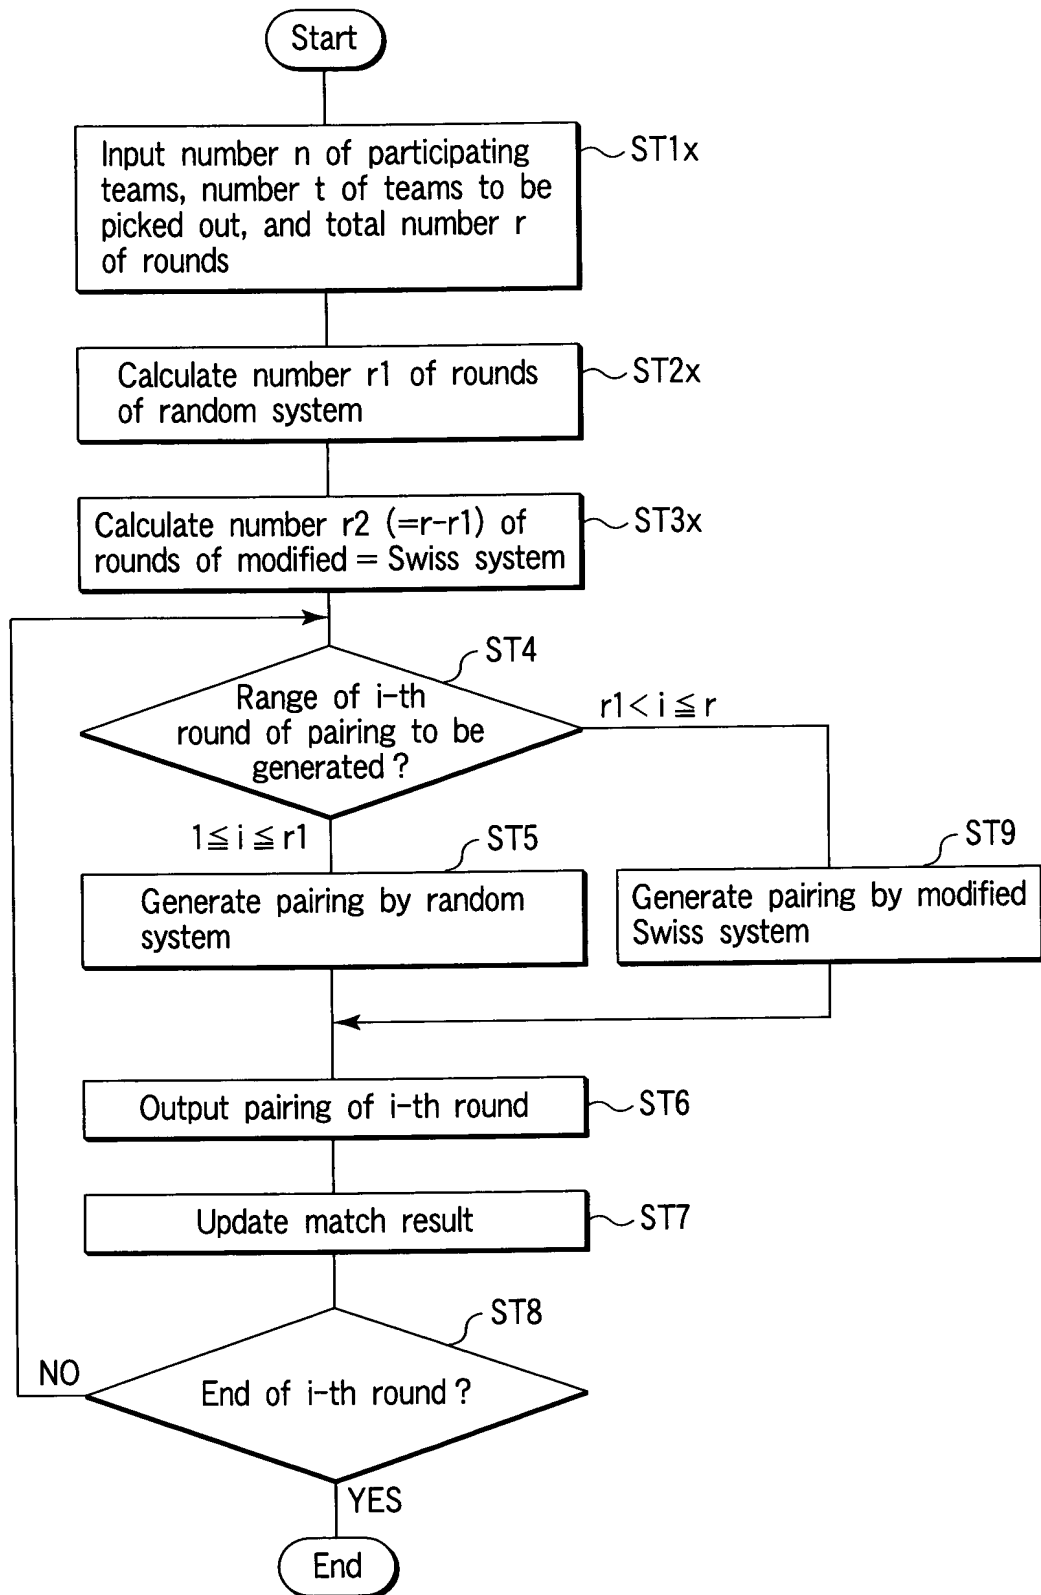 Start
Input number n of participating
teams, number t of teams to be
picked out, and total number r
of rounds
ST1x
Calculate number r1 of rounds
of random system
ST2x
Calculate number r2 (=r-r1) of
rounds of modified = Swiss system
ST3x
ST4
Range of i-th
round of pairing to be
generated ?
r1< i ≦ r
1≦ i ≦ r1
ST5
Generate pairing by random
system
ST9
Generate pairing by modified
Swiss system
Output pairing of i-th round
ST6
Update match result
ST7
ST8
End of i-th round ?
NO
YES
End